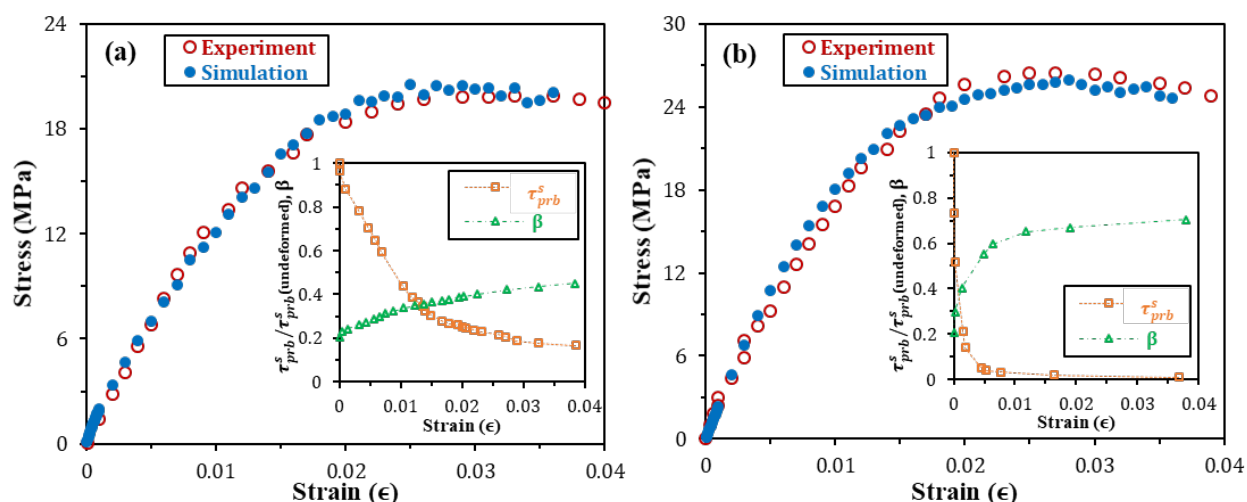 (a)
Experiment
Simulation
Stress (MPa)
24
18
12
6
0
0
0.01
0.02
0.03
0.04
Strain (ϵ)
τ^s_prb/τ^s_prb(undeformed), β
1
0.8
0.6
0.4
0.2
0
0
0.01
0.02
0.03
0.04
Strain (ϵ)
τ^s_prb
β
(b)
Experiment
Simulation
Stress (MPa)
30
24
18
12
6
0
0
0.01
0.02
0.03
0.04
Strain (ϵ)
τ^s_prb/τ^s_prb(undeformed), β
1
0.8
0.6
0.4
0.2
0
0
0.01
0.02
0.03
0.04
Strain (ϵ)
τ^s_prb
β